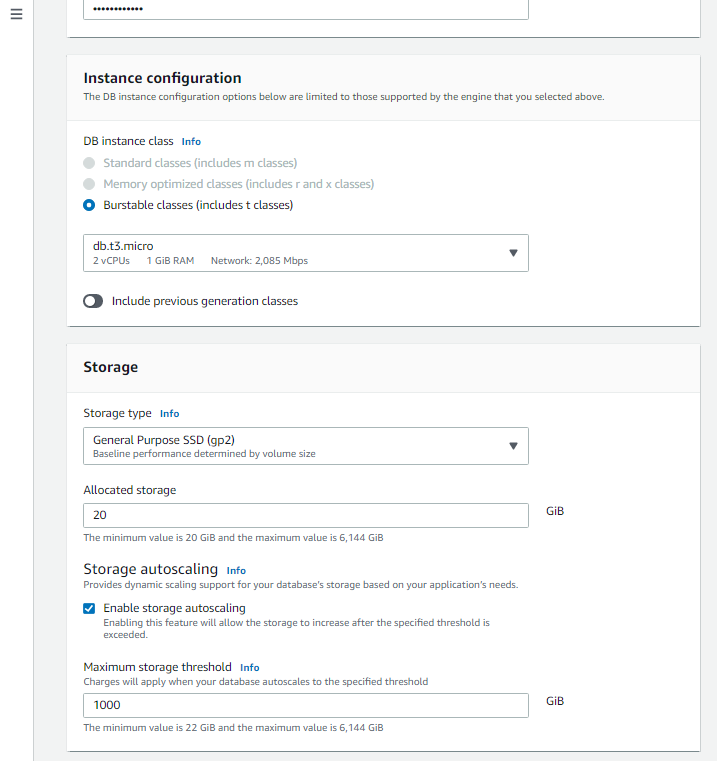 ••••••••••••
Instance configuration
The DB instance configuration options below are limited to those supported by the engine that you selected above.
DB instance class Info
Standard classes (includes m classes)
Memory optimized classes (includes r and x classes)
Burstable classes (includes t classes)
db.t3.micro
2 vCPUs 1 GiB RAM Network: 2,085 Mbps
Include previous generation classes
Storage
Storage type Info
General Purpose SSD (gp2)
Baseline performance determined by volume size
Allocated storage
20 GiB
The minimum value is 20 GiB and the maximum value is 6,144 GiB
Storage autoscaling Info
Provides dynamic scaling support for your database's storage based on your application's needs.
Enable storage autoscaling
Enabling this feature will allow the storage to increase after the specified threshold is
exceeded.
Maximum storage threshold Info
Charges will apply when your database autoscales to the specified threshold
1000 GiB
The minimum value is 22 GiB and the maximum value is 6,144 GiB